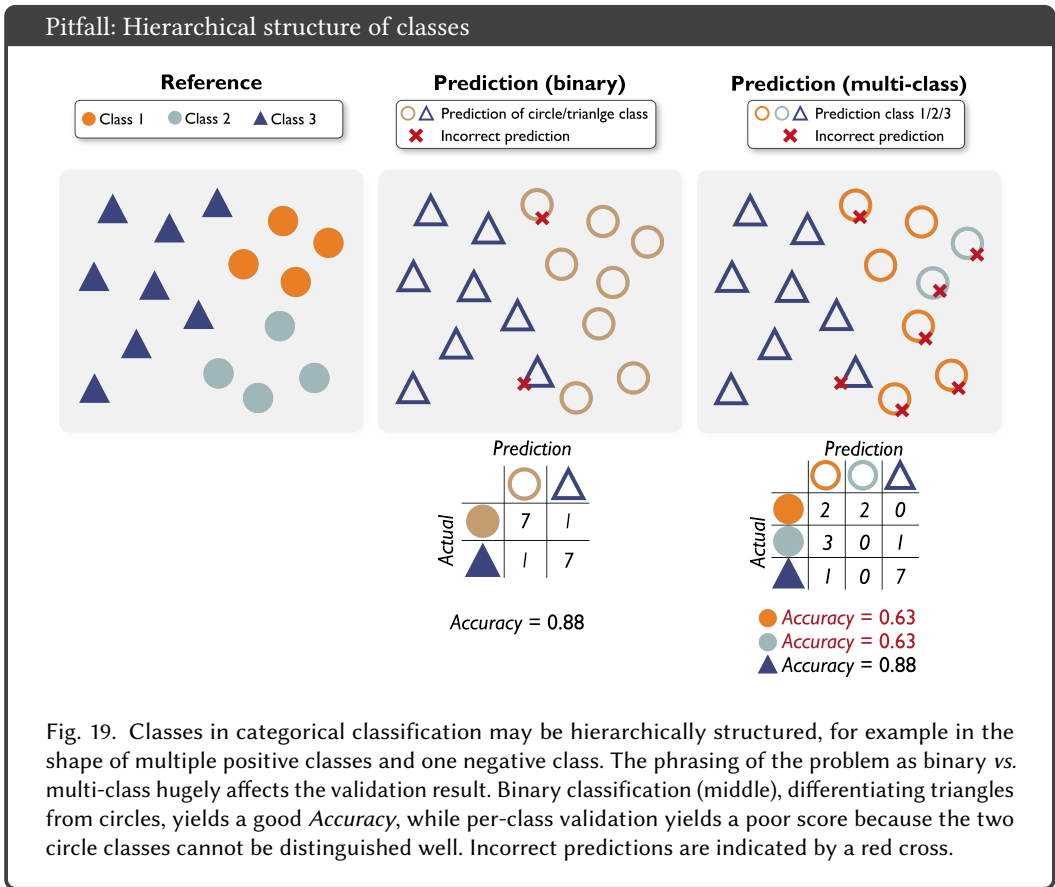 Pitfall: Hierarchical structure of classes
Reference
Class 1 Class 2 Class 3
Prediction (binary)
Prediction of circle/trianlge class
Incorrect prediction
Prediction (multi-class)
Prediction class 1/2/3
Incorrect prediction
Prediction
Actual
7 1
1 7
Accuracy = 0.88
Prediction
Actual
2 2 0
3 0 1
1 0 7
Accuracy = 0.63
Accuracy = 0.63
Accuracy = 0.88
Fig. 19. Classes in categorical classification may be hierarchically structured, for example in the
shape of multiple positive classes and one negative class. The phrasing of the problem as binary vs.
multi-class hugely affects the validation result. Binary classification (middle), differentiating triangles
from circles, yields a good Accuracy, while per-class validation yields a poor score because the two
circle classes cannot be distinguished well. Incorrect predictions are indicated by a red cross.